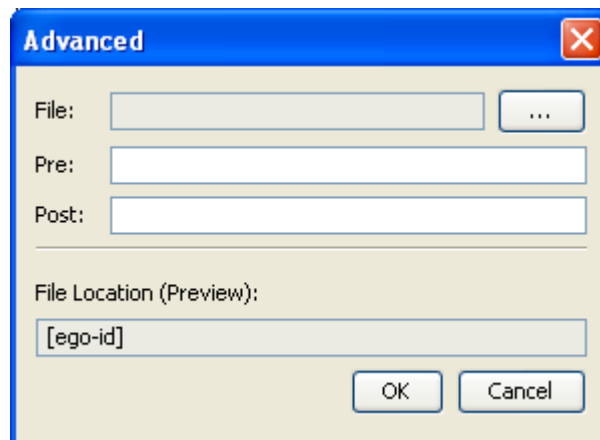 Advanced
File:
...
Pre:
Post:
File Location (Preview):
[ego-id]
OK Cancel